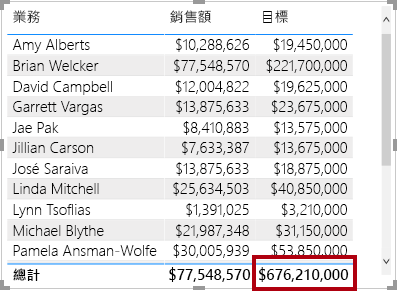 業務 銷售額 目標
Amy Alberts $10,288,626 $19,450,000
Brian Welcker $77,548,570 $221,700,000
David Campbell $12,004,822 $19,625,000
Garrett Vargas $13,875,633 $23,675,000
Jae Pak $8,410,883 $13,575,000
Jillian Carson $7,633,387 $13,675,000
José Saraiva $13,875,633 $18,875,000
Linda Mitchell $25,634,503 $40,850,000
Lynn Tsoflias $1,391,025 $3,210,000
Michael Blythe $21,987,348 $31,150,000
Pamela Ansman-Wolfe $30,005,939 $53,850,000
總計 $77,548,570 $676,210,000